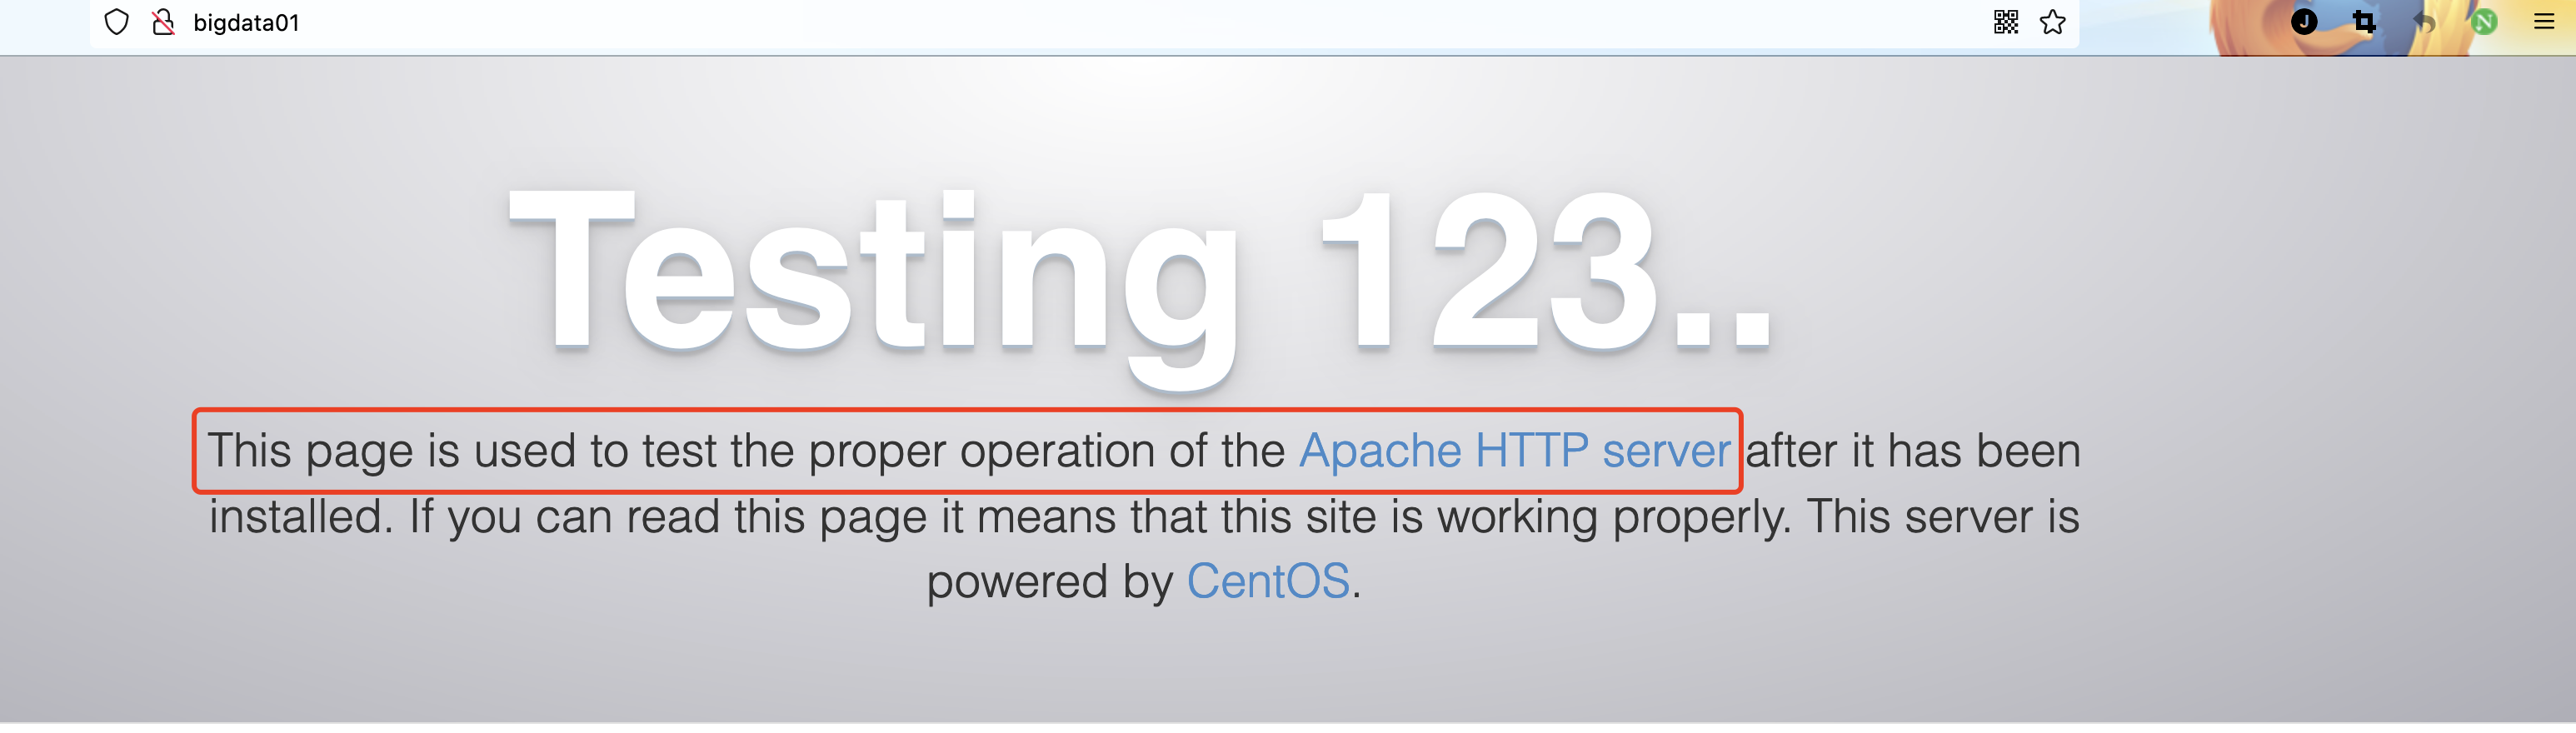 bigdata01
J
N
Testing 123..
This page is used to test the proper operation of the Apache HTTP server after it has been
installed. If you can read this page it means that this site is working properly. This server is
powered by CentOS.